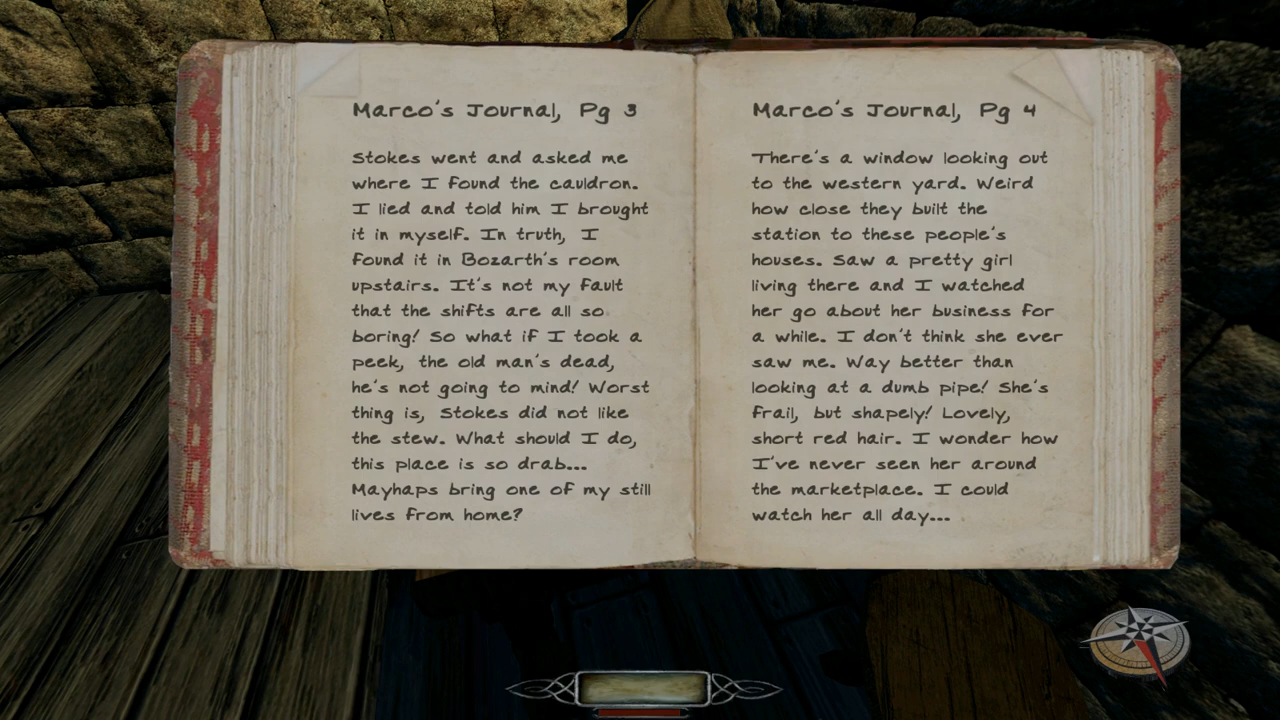 Marco's Journal, Pg 3
Stokes went and asked me
where I found the cauldron.
I lied and told him I brought
it in myself. In truth, I
found it in Bozarth's room
upstairs. It's not my fault
that the shifts are all so
boring! So what if I took a
peek, the old man's dead,
he's not going to mind! Worst
thing is, Stokes did not like
the stew. What should I do,
this place is so drab...
Mayhaps bring one of my still
lives from home?
Marco's Journal, Pg 4
There's a window looking out
to the western yard. Weird
how close they built the
station to these people's
houses. Saw a pretty girl
living there and I watched
her go about her business for
a while. I don't think she ever
saw me. Way better than
looking at a dumb pipe! She's
frail, but shapely! Lovely,
short red hair. I wonder how
I've never seen her around
the marketplace. I could
watch her all day...